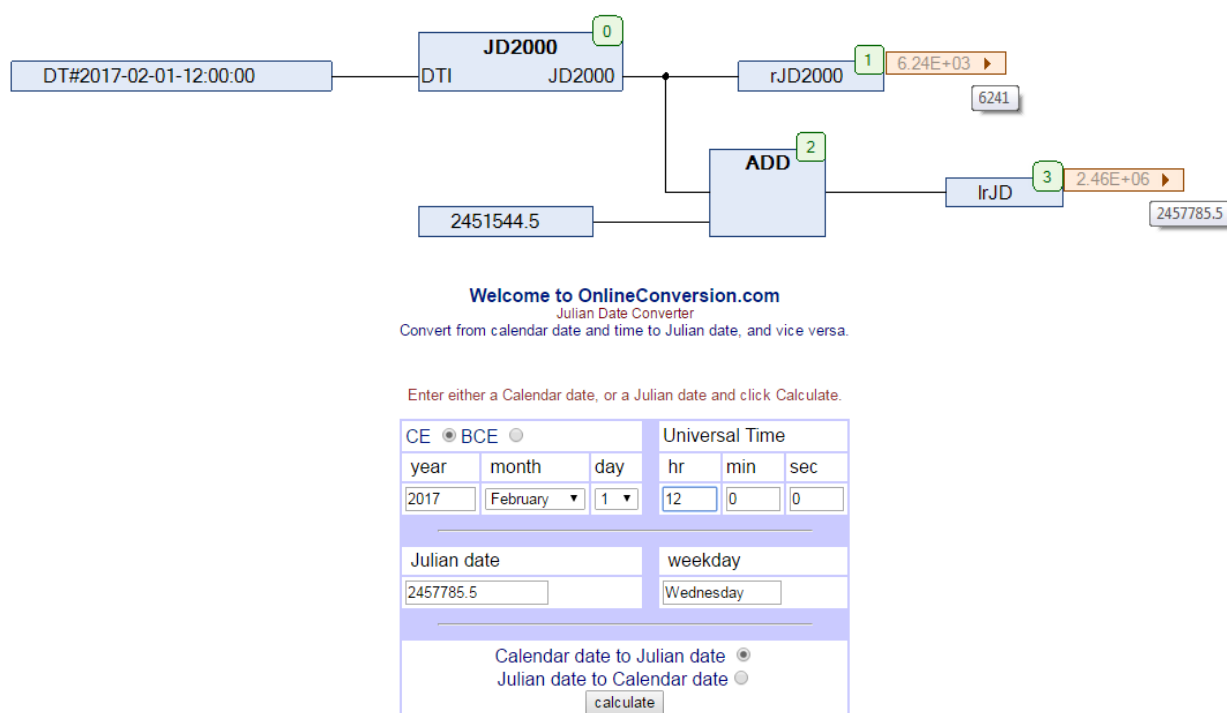 0
JD2000
DT#2017-02-01-12:00:00
DTI JD2000
rJD2000
1
6.24E+03
6241
2
ADD
3
lrJD
2.46E+06
2457785.5
2451544.5
Welcome to OnlineConversion.com
Julian Date Converter
Convert from calendar date and time to Julian date, and vice versa.
Enter either a Calendar date, or a Julian date and click Calculate.
CE BCE Universal Time
year month day hr min sec
2017 February 1 12 0 0
Julian date weekday
2457785.5 Wednesday
Calendar date to Julian date
Julian date to Calendar date
calculate